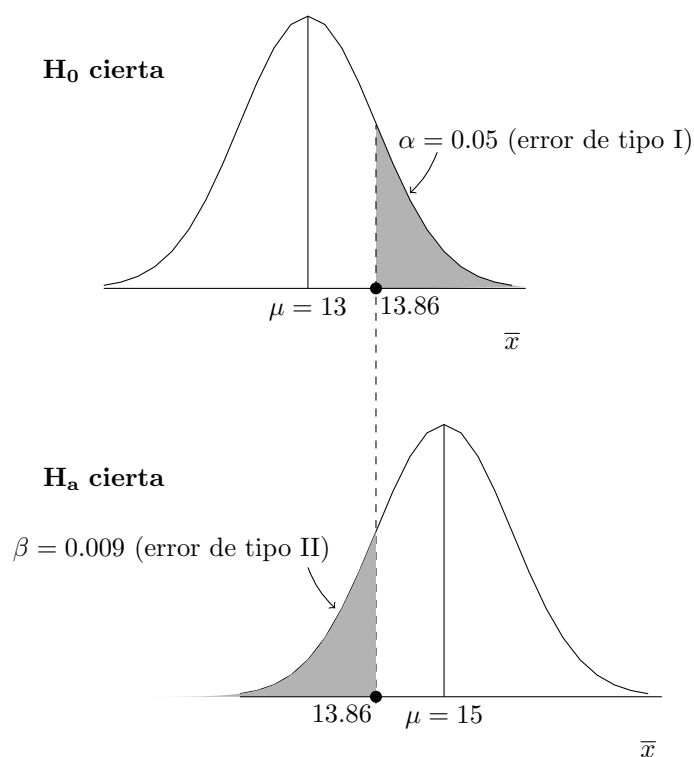 H₀ cierta
α = 0.05 (error de tipo I)
μ = 13
13.86
x̅
Hₐ cierta
β = 0.009 (error de tipo II)
13.86
μ = 15
x̅